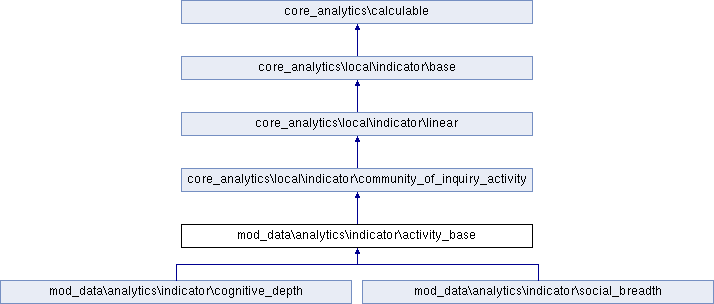 core_analytics\calculable
core_analytics\local\indicator\base
core_analytics\local\indicator\linear
core_analytics\local\indicator\community_of_inquiry_activity
mod_data\analytics\indicator\activity_base
mod_data\analytics\indicator\cognitive_depth
mod_data\analytics\indicator\social_breadth